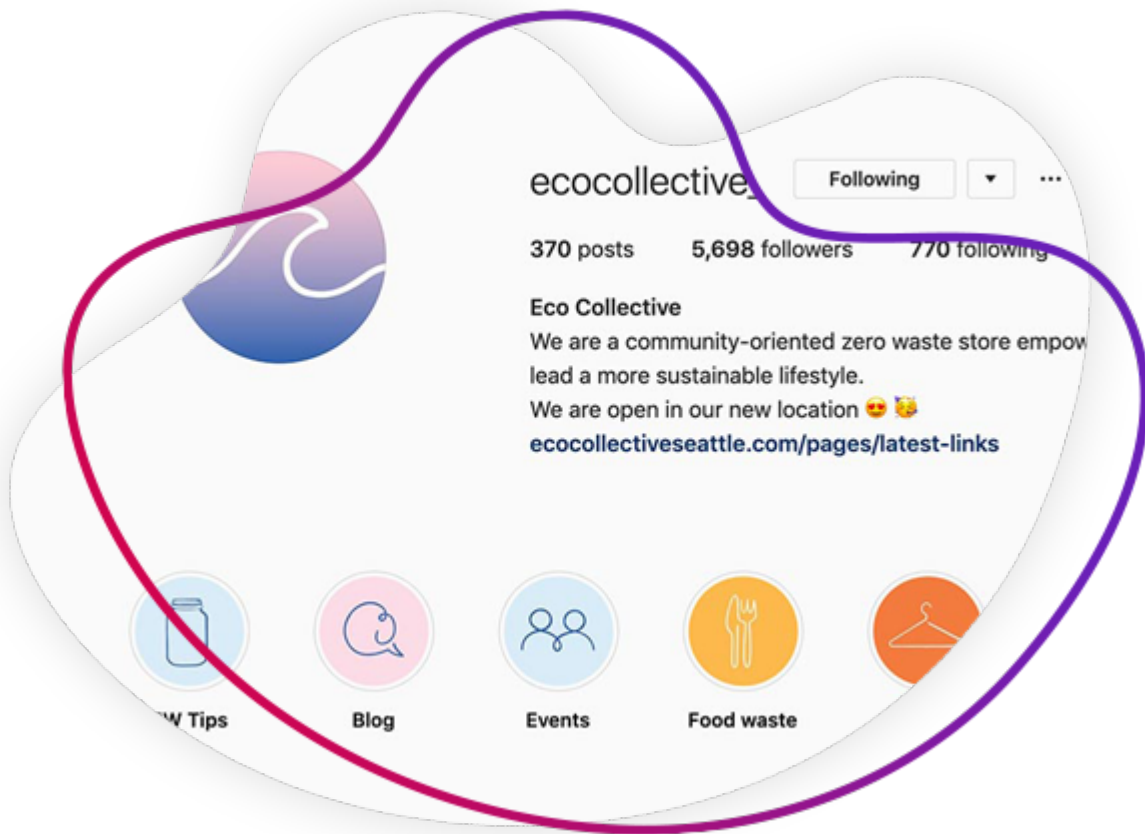 ecocollective_ Following
370 posts 5,698 followers 770 following
Eco Collective
We are a community-oriented zero waste store
lead a more sustainable lifestyle.
We are open in our new location 😍 🥳
ecocollectiveseattle.com/pages/latest-links
Tips Blog Events Food waste